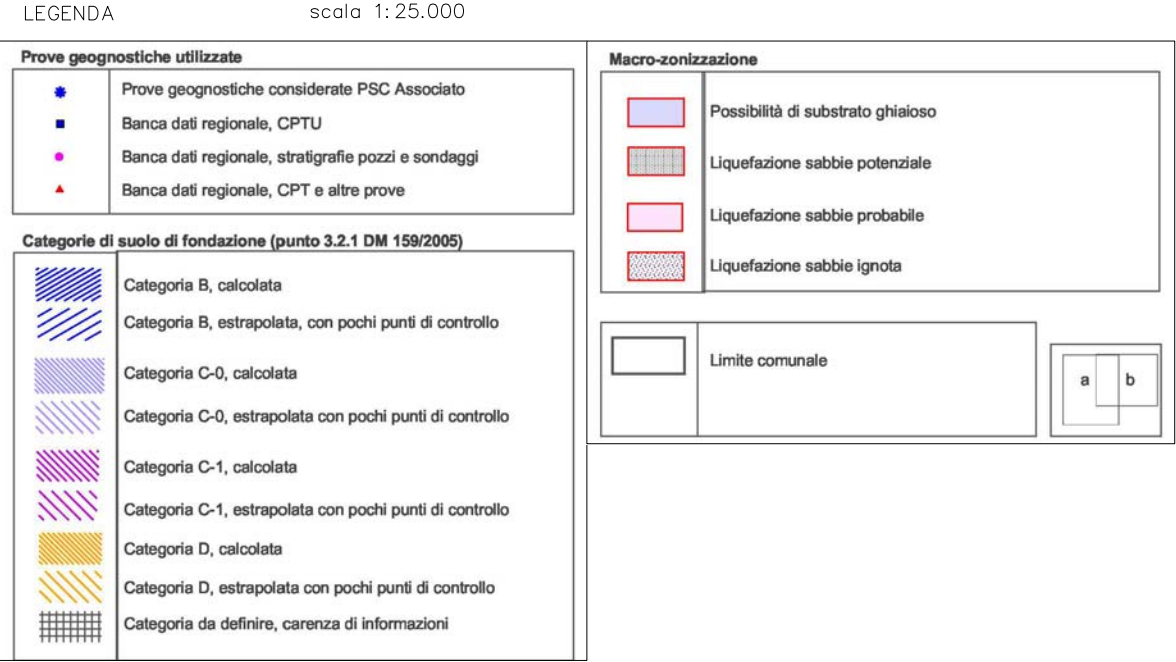 LEGENDA
scala 1:25.000
Prove geognostiche utilizzate
Prove geognostiche considerate PSC Associato
Banca dati regionale, CPTU
Banca dati regionale, stratigrafie pozzi e sondaggi
Banca dati regionale, CPT e altre prove
Categorie di suolo di fondazione (punto 3.2.1 DM 159/2005)
Categoria B, calcolata
Categoria B, estrapolata, con pochi punti di controllo
Categoria C-0, calcolata
Categoria C-0, estrapolata con pochi punti di controllo
Categoria C-1, calcolata
Categoria C-1, estrapolata con pochi punti di controllo
Categoria D, calcolata
Categoria D, estrapolata con pochi punti di controllo
Categoria da definire, carenza di informazioni
Macro-zonizzazione
Possibilità di substrato ghiaioso
Liquefazione sabbie potenziale
Liquefazione sabbie probabile
Liquefazione sabbie ignota
Limite comunale
a b